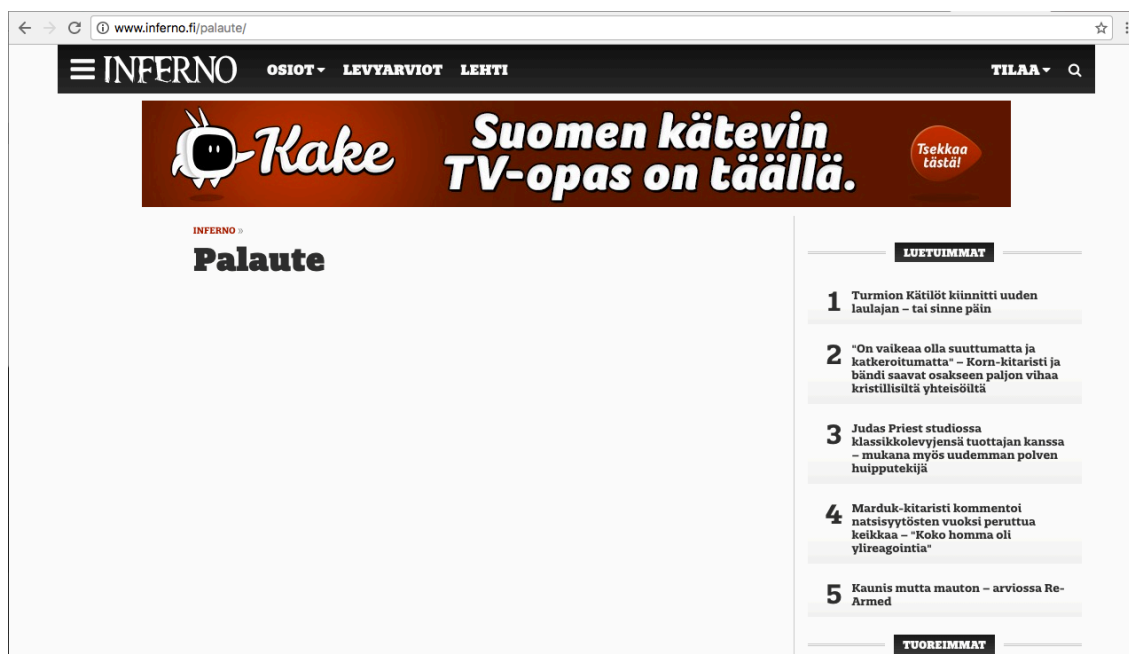 www.inferno.fi/palaute/
INFERNO OSIOT LEVYARVIOT LEHTI TILAA
Kake
Suomen kätevin
TV-opas on täällä.
Tsekkaa
tästä!
INFERNO »
Palaute
LUETUIMMAT
1 Turmion Kätilöt kiinnitti uuden
laulajan – tai sinne päin
2 "On vaikeaa olla suuttumatta ja
katkeroitumatta" – Korn-kitaristi ja
bändi saavat osakseen paljon vihaa
kristillisiltä yhteisöiltä
3 Judas Priest studiossa
klassikkolevyjensä tuottajan kanssa
– mukana myös uudemman polven
huipputekijä
4 Marduk-kitaristi kommentoi
natsisyytösten vuoksi peruttua
keikkaa – "Koko homma oli
ylireagointia"
5 Kaunis mutta mauton – arviossa Re-
Armed
TUOREIMMAT